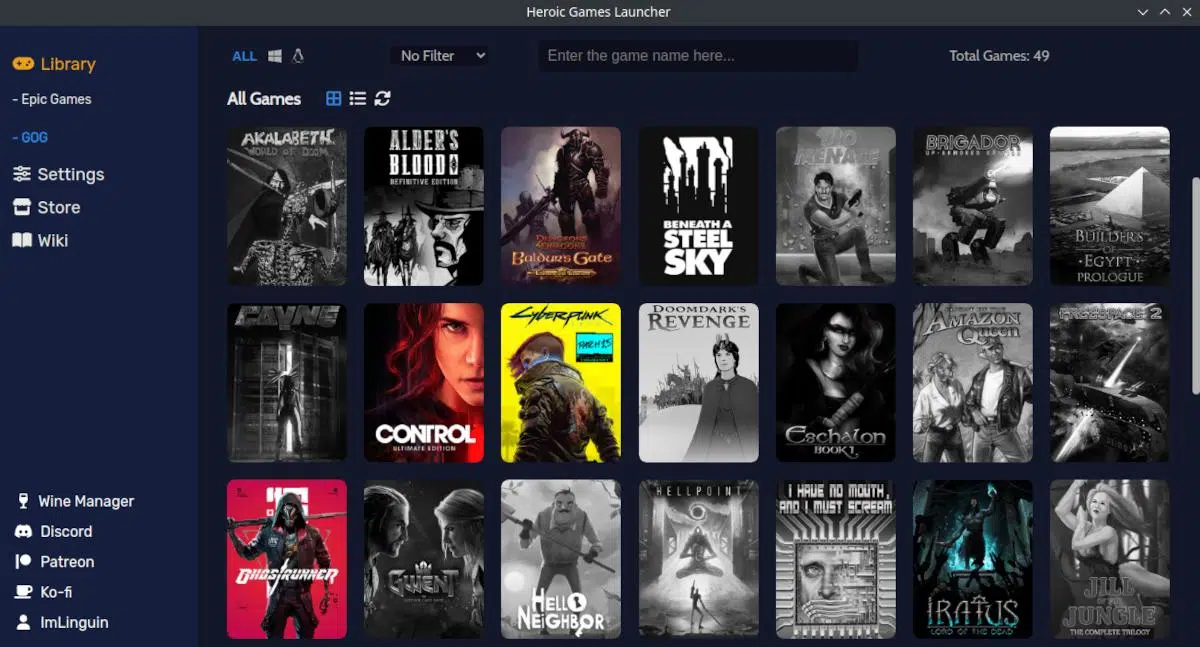 Heroic Games Launcher
Library
- Epic Games
- GOG
Settings
Store
Wiki
Wine Manager
Discord
Patreon
Ko-fi
ImLinguin
ALL
No Filter
Enter the game name here...
Total Games: 49
All Games
AKALABETH
WORLD OF DOOM
ALDER'S
BLOOD
DEFINITIVE EDITION
DUNGEONS
DRAGONS
Baldur's Gate
BENEATH A
STEEL
SKY
BIO
MENACE
BRIGADOR
UP-ARMORED EDITION
BUILDERS
OF
EGYPT
PROLOGUE
CAYNE
CONTROL
ULTIMATE EDITION
CYBERPUNK
PATCH 1.5
DOOMDARK'S
REVENGE
Eschalon
BOOK I
AMAZON
Queen
FREESPACE 2
GHOSTRUNNER
GWENT
HELLO
NEIGHBOR
HELLPOINT
I HAVE NO MOUTH,
AND I MUST SCREAM
IRATUS
LORD OF THE DEAD
JILL
OF THE
JUNGLE
THE COMPLETE TRILOGY